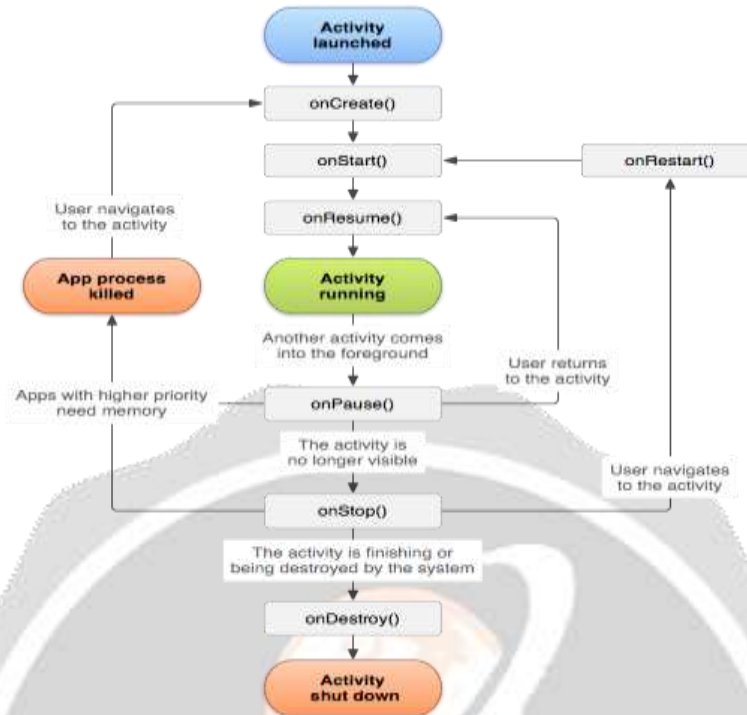 Activity
launched
onCreate()
onStart()
onRestart()
onResume()
User navigates
to the activity
App process
killed
Activity
running
Another activity comes
into the foreground
User returns
to the activity
Apps with higher priority
need memory
onPause()
The activity is
no longer visible
User navigates
to the activity
onStop()
The activity is finishing or
being destroyed by the system
onDestroy()
Activity
shut down